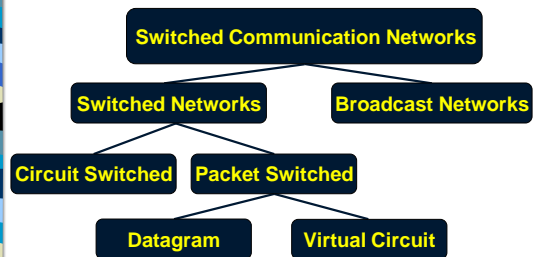 Switched Communication Networks
Switched Networks
Broadcast Networks
Circuit Switched
Packet Switched
Datagram
Virtual Circuit